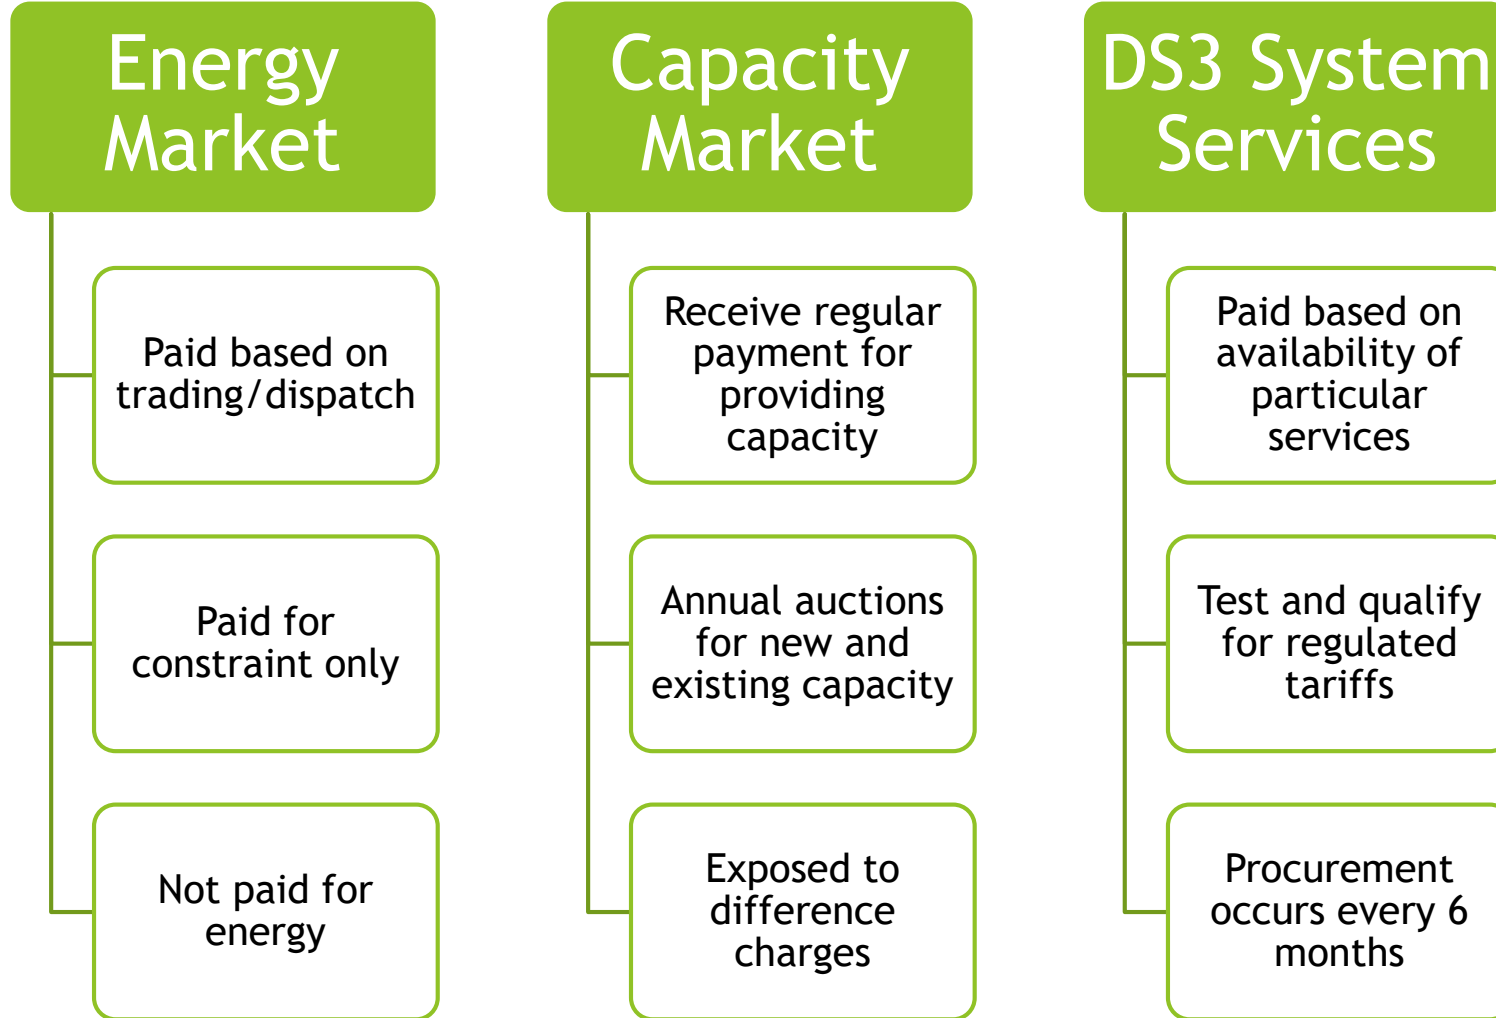 Energy
Market
Paid based on
trading/dispatch
Paid for
constraint only
Not paid for
energy
Capacity
Market
Receive regular
payment for
providing
capacity
Annual auctions
for new and
existing capacity
Exposed to
difference
charges
DS3 System
Services
Paid based on
availability of
particular
services
Test and qualify
for regulated
tariffs
Procurement
occurs every 6
months